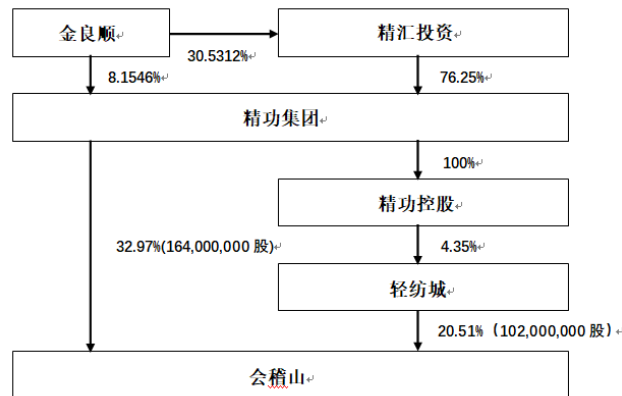 金良顺
精汇投资
30.5312%
8.1546%
76.25%
精功集团
100%
精功控股
32.97%(164,000,000 股)
4.35%
轻纺城
20.51% (102,000,000 股)
会稽山